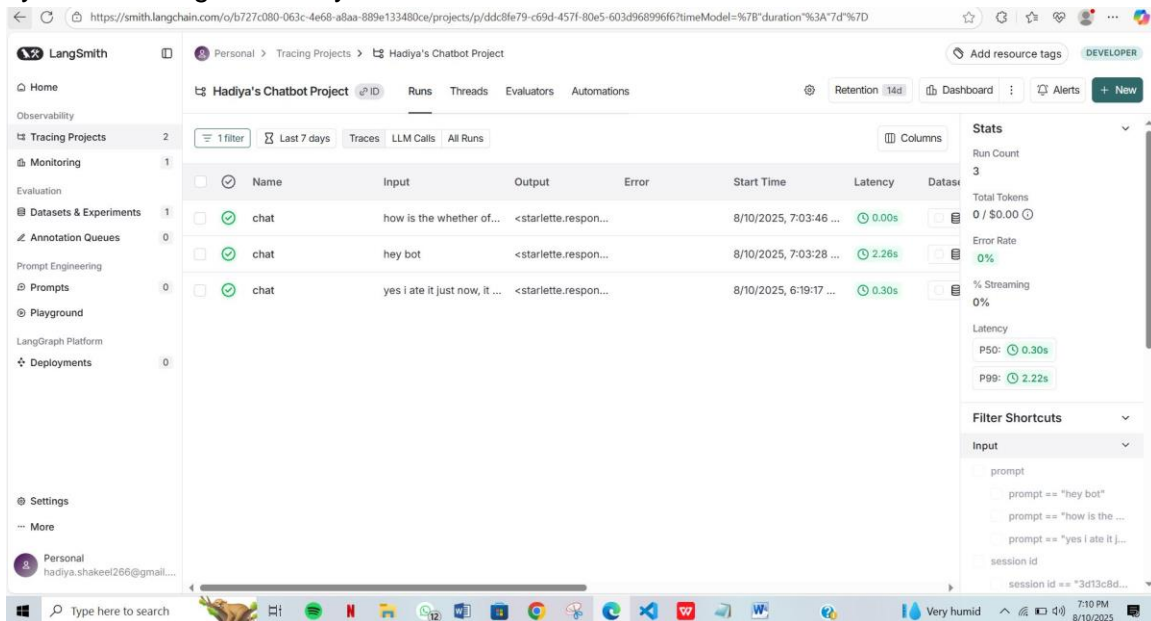 https://smith.langchain.com/o/b727c080-063c-4e68-a8aa-889e133480ce/projects/p/ddc8fe79-c69d-457f-80e5-603d968996f6?timeModel=%7B"duration"%3A"7d"%7D
LangSmith
Personal > Tracing Projects > Hadiya's Chatbot Project
Add resource tags DEVELOPER
Home
Hadiya's Chatbot Project ID Runs Threads Evaluators Automations
Retention 14d Dashboard Alerts + New
Observability
Tracing Projects 2
Monitoring 1
Evaluation
Datasets & Experiments 1
Annotation Queues 0
Prompt Engineering
Prompts 0
Playground
LangGraph Platform
Deployments 0
Settings
... More
Personal
hadiya.shakeel266@gmail....
1 filter Last 7 days Traces LLM Calls All Runs Columns
Name Input Output Error Start Time Latency Datase
chat how is the whether of... <starlette.respon... 8/10/2025, 7:03:46 ... 0.00s
chat hey bot <starlette.respon... 8/10/2025, 7:03:28 ... 2.26s
chat yes i ate it just now, it ... <starlette.respon... 8/10/2025, 6:19:17 ... 0.30s
Stats
Run Count
3
Total Tokens
0 / $0.00
Error Rate
0%
% Streaming
0%
Latency
P50: 0.30s
P99: 2.22s
Filter Shortcuts
Input
prompt
prompt == "hey bot"
prompt == "how is the ...
prompt == "yes i ate it j...
session id
session id == "3d13c8d...
Type here to search
12
Very humid
7:10 PM
8/10/2025